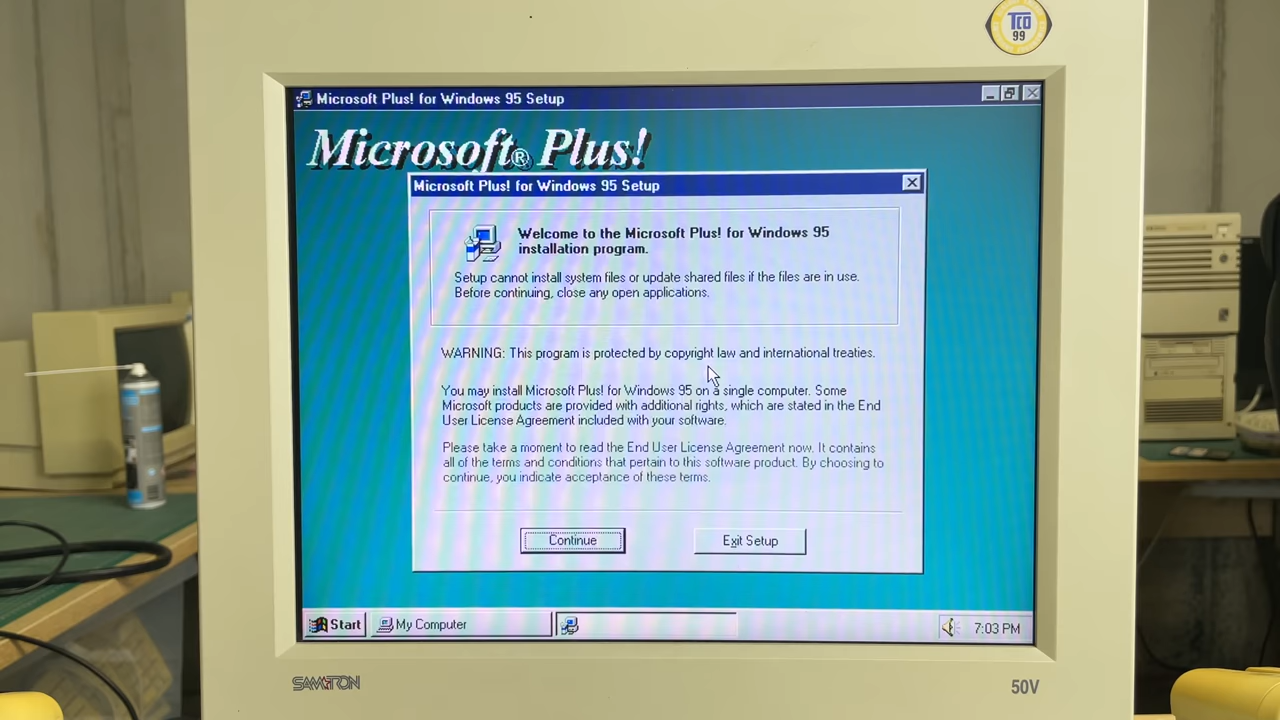 TCO
99
Microsoft Plus! for Windows 95 Setup
Microsoft® Plus!
Microsoft Plus! for Windows 95 Setup
Welcome to the Microsoft Plus! for Windows 95
installation program.
Setup cannot install system files or update shared files if the files are in use.
Before continuing, close any open applications.
WARNING: This program is protected by copyright law and international treaties.
You may install Microsoft Plus! for Windows 95 on a single computer. Some
Microsoft products are provided with additional rights, which are stated in the End
User License Agreement included with your software.
Please take a moment to read the End User License Agreement now. It contains
all of the terms and conditions that pertain to this software product. By choosing to
continue, you indicate acceptance of these terms.
Continue
Exit Setup
Start
My Computer
7:03 PM
SAMTRON
50V